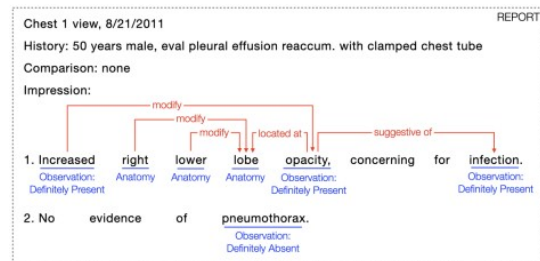 REPORT
Chest 1 view, 8/21/2011
History: 50 years male, eval pleural effusion reaccum. with clamped chest tube
Comparison: none
Impression:
modify
modify
modify located at suggestive of
1. Increased right lower lobe opacity, concerning for infection.
Observation: Anatomy Anatomy Anatomy Observation: Observation:
Definitely Present Definitely Present Definitely Present
2. No evidence of pneumothorax.
Observation:
Definitely Absent